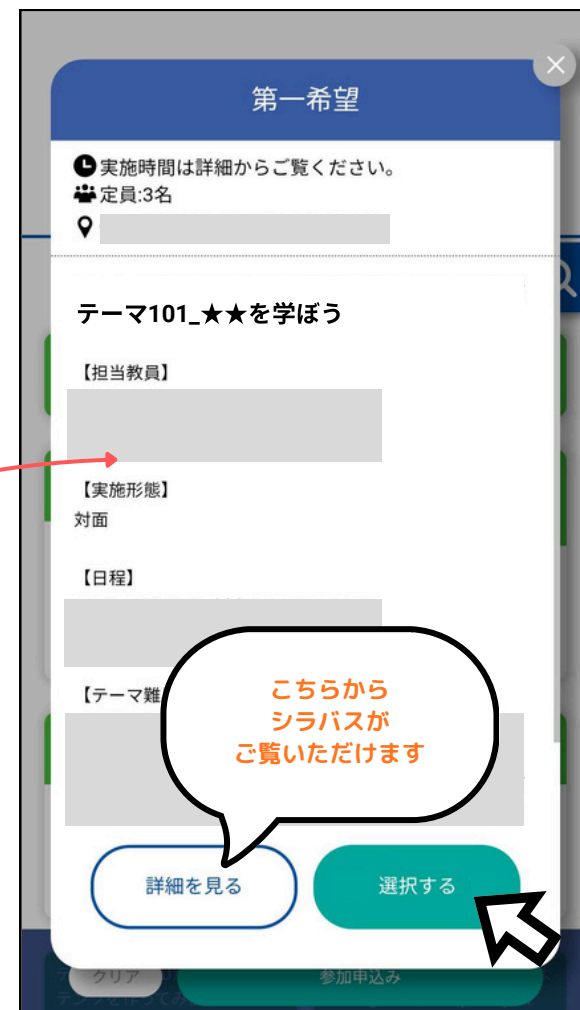 第一希望
実施時間は詳細からご覧ください。
定員:3名
テーマ101_★★を学ぼう
【担当教員】
【実施形態】
対面
【日程】
【テーマ難
こちらから
シラバスが
ご覧いただけます
詳細を見る
選択する
クリア
参加申込み